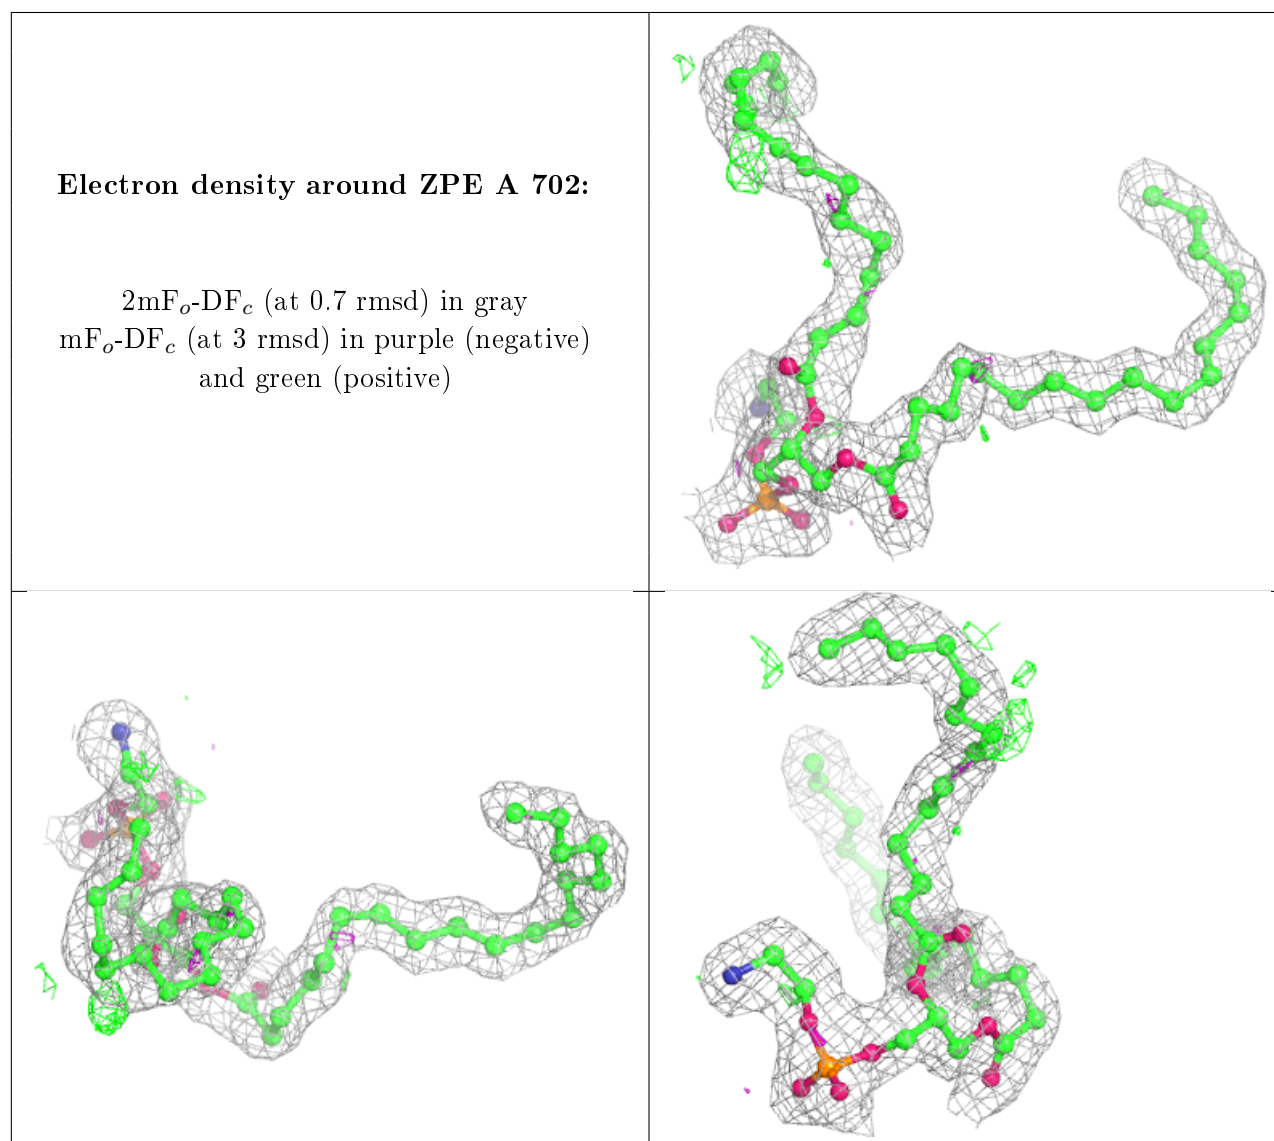 Electron density around ZPE A 702:
2mFₒ-DF𝒸 (at 0.7 rmsd) in gray
mFₒ-DF𝒸 (at 3 rmsd) in purple (negative)
and green (positive)